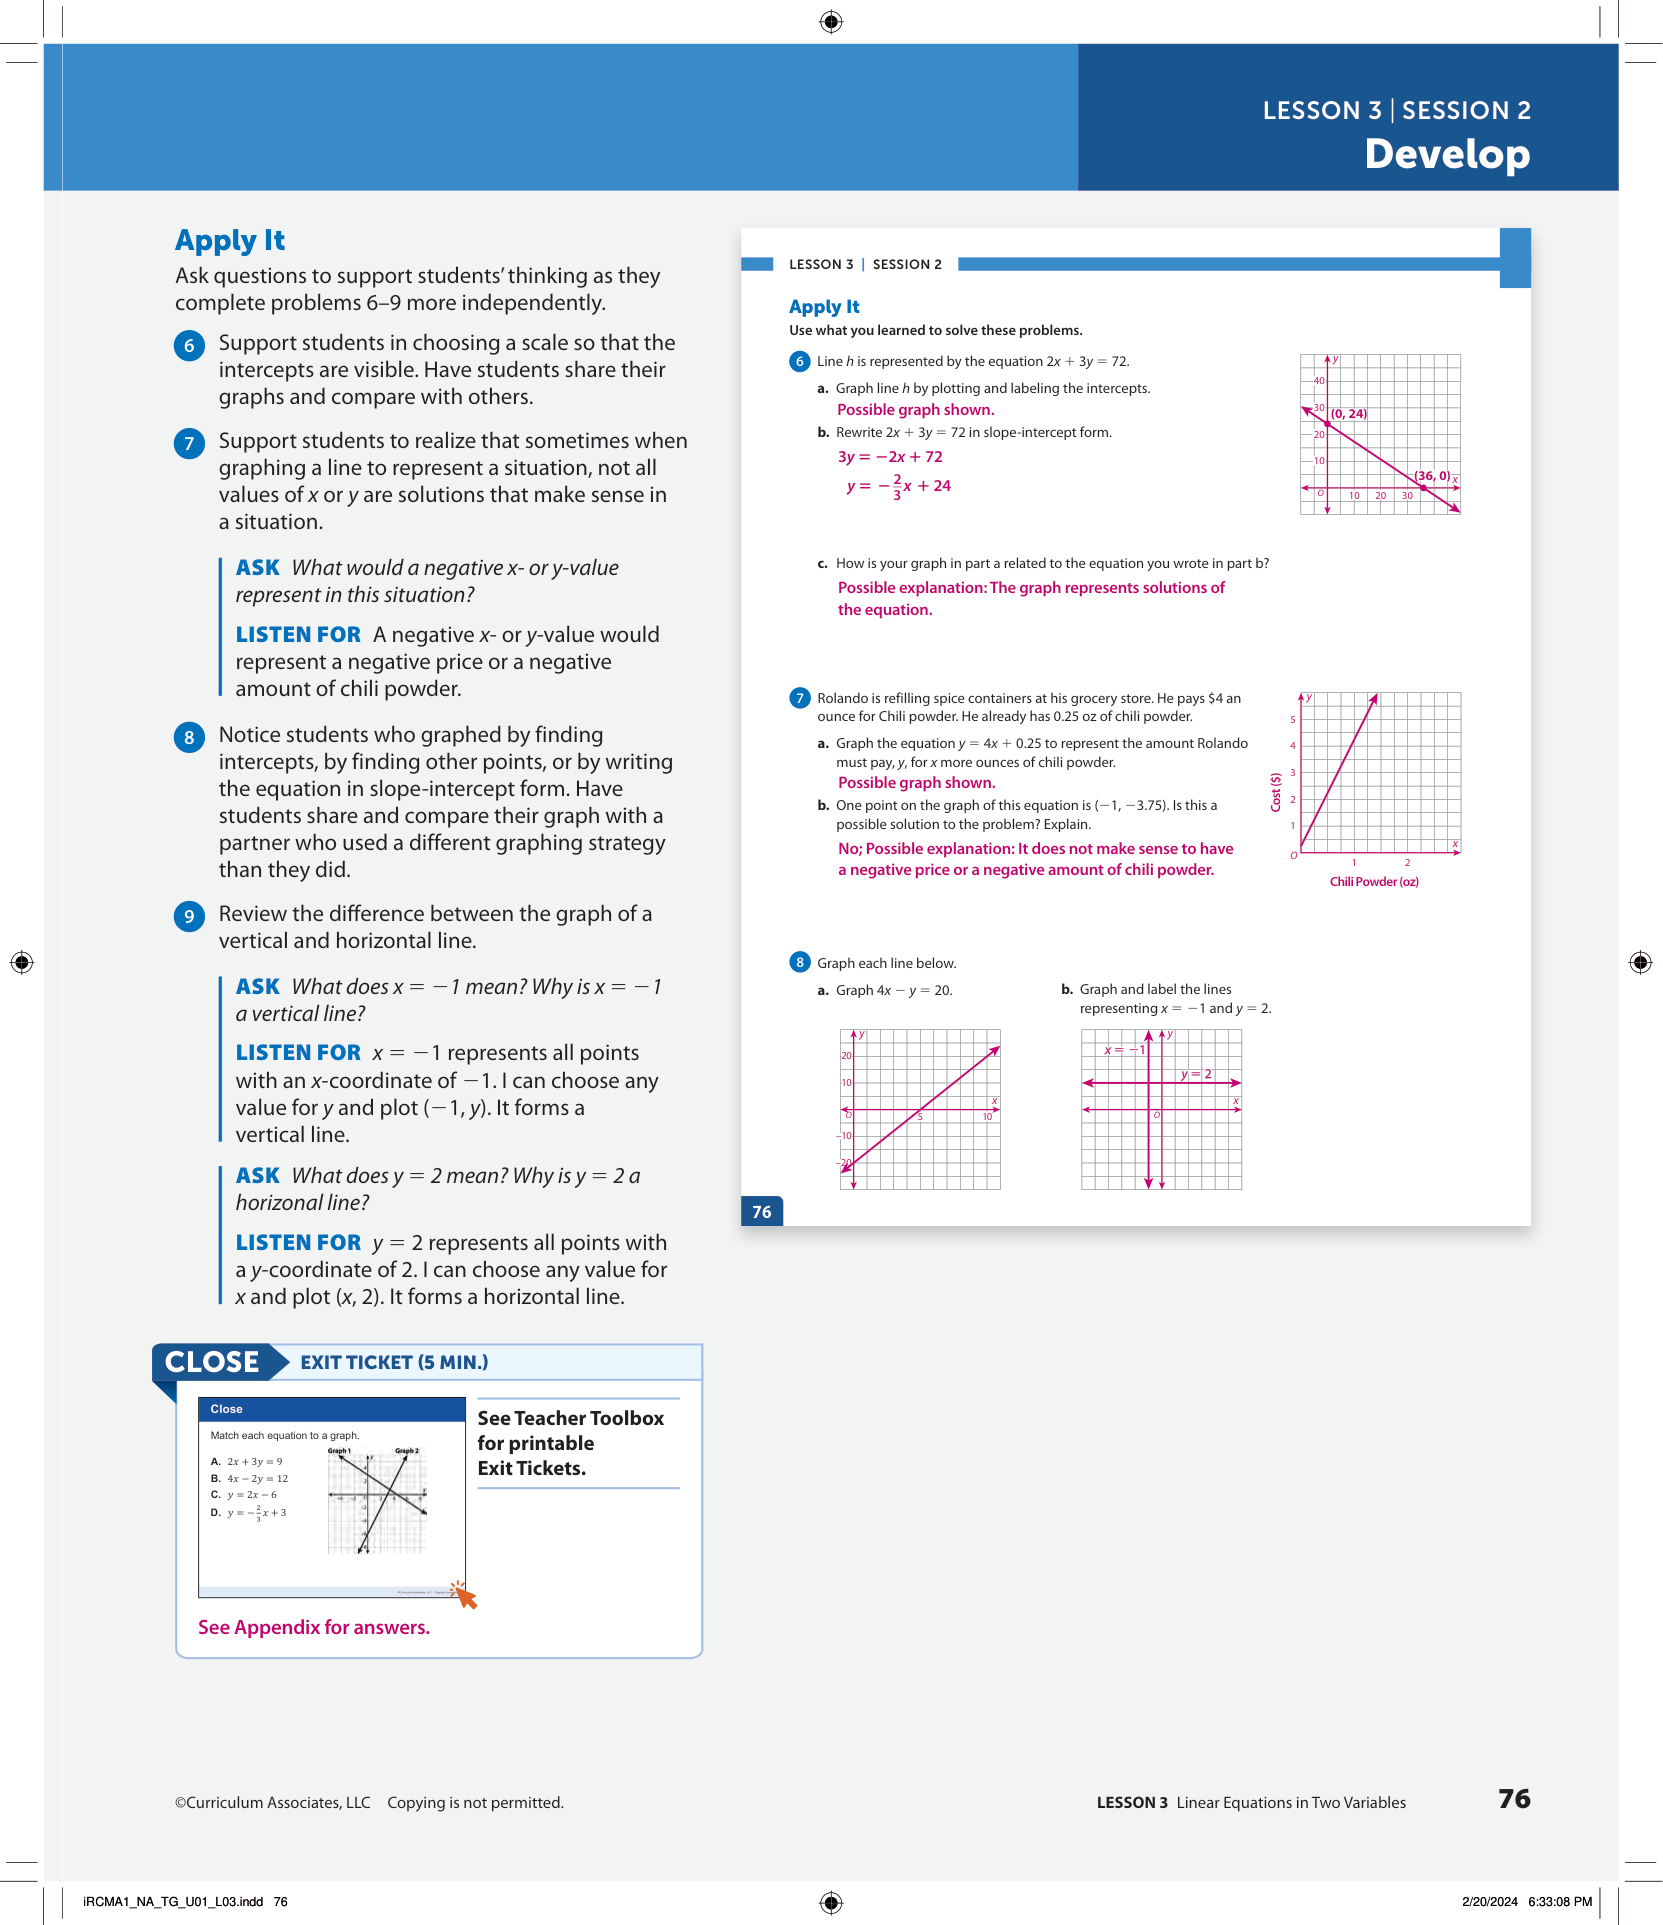 LESSON 3 | SESSION 2
Develop
Apply It
Ask questions to support students’ thinking as they
complete problems 6–9 more independently.
6 Support students in choosing a scale so that the
intercepts are visible. Have students share their
graphs and compare with others.
7 Support students to realize that sometimes when
graphing a line to represent a situation, not all
values of x or y are solutions that make sense in
a situation.
ASK What would a negative x- or y-value
represent in this situation?
LISTEN FOR A negative x- or y-value would
represent a negative price or a negative
amount of chili powder.
8 Notice students who graphed by finding
intercepts, by finding other points, or by writing
the equation in slope-intercept form. Have
students share and compare their graph with a
partner who used a different graphing strategy
than they did.
9 Review the difference between the graph of a
vertical and horizontal line.
ASK What does x = −1 mean? Why is x = −1
a vertical line?
LISTEN FOR x = −1 represents all points
with an x-coordinate of −1. I can choose any
value for y and plot (−1, y). It forms a
vertical line.
ASK What does y = 2 mean? Why is y = 2 a
horizonal line?
LISTEN FOR y = 2 represents all points with
a y-coordinate of 2. I can choose any value for
x and plot (x, 2). It forms a horizontal line.
CLOSE EXIT TICKET (5 MIN.)
Close
Match each equation to a graph.
Graph 1 Graph 2
A. 2x + 3y = 9
B. 4x − 2y = 12
C. y = 2x − 6
D. y = −2/3x + 3
See Teacher Toolbox
for printable
Exit Tickets.
See Appendix for answers.
LESSON 3 | SESSION 2
Apply It
Use what you learned to solve these problems.
6 Line h is represented by the equation 2x + 3y = 72.
a. Graph line h by plotting and labeling the intercepts.
Possible graph shown.
b. Rewrite 2x + 3y = 72 in slope-intercept form.
3y = −2x + 72
y = −2/3x + 24
y
40
30
(0, 24)
20
10
(36, 0) x
O 10 20 30
c. How is your graph in part a related to the equation you wrote in part b?
Possible explanation: The graph represents solutions of
the equation.
7 Rolando is refilling spice containers at his grocery store. He pays $4 an
ounce for Chili powder. He already has 0.25 oz of chili powder.
a. Graph the equation y = 4x + 0.25 to represent the amount Rolando
must pay, y, for x more ounces of chili powder.
Possible graph shown.
b. One point on the graph of this equation is (−1, −3.75). Is this a
possible solution to the problem? Explain.
No; Possible explanation: It does not make sense to have
a negative price or a negative amount of chili powder.
y
5
4
3
2
1
Cost ($)
x
O 1 2
Chili Powder (oz)
8 Graph each line below.
a. Graph 4x − y = 20.
y
20
10
x
O 5 10
−10
−20
b. Graph and label the lines
representing x = −1 and y = 2.
y
x = −1
y = 2
x
O
76
©Curriculum Associates, LLC Copying is not permitted.
LESSON 3 Linear Equations in Two Variables 76
iRCMA1_NA_TG_U01_L03.indd 76
2/20/2024 6:33:08 PM